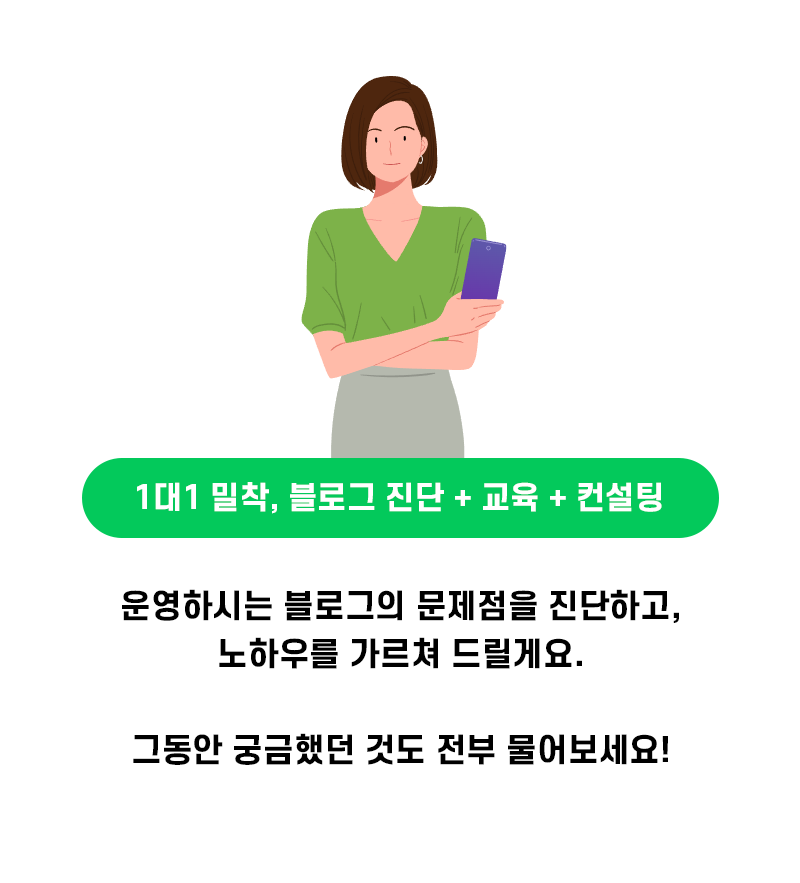 1대1 밀착, 블로그 진단 + 교육 + 컨설팅
운영하시는 블로그의 문제점을 진단하고,
노하우를 가르쳐 드릴게요.
그동안 궁금했던 것도 전부 물어보세요!